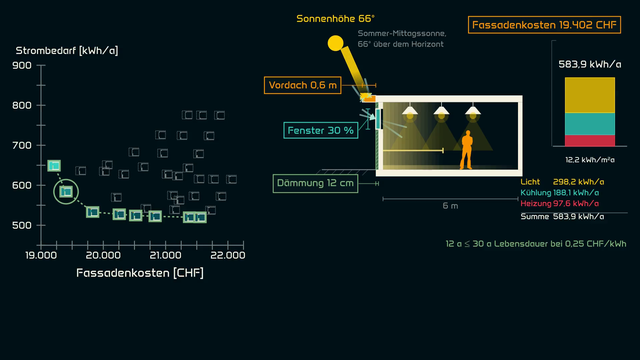 Sonnenhöhe 66°
Fassadenkosten 19.402 CHF
Sommer-Mittagssonne,
66° über dem Horizont
Strombedarf [kWh/a]
900
800
700
600
500
19.000
20.000
21.000
22.000
Fassadenkosten [CHF]
Vordach 0,6 m
Fenster 30 %
Dämmung 12 cm
6 m
583,9 kWh/a
12,2 kWh/m²a
Licht 298,2 kWh/a
Kühlung 188,1 kWh/a
Heizung 97,6 kWh/a
Summe 583,9 kWh/a
12 a ≤ 30 a Lebensdauer bei 0,25 CHF/kWh